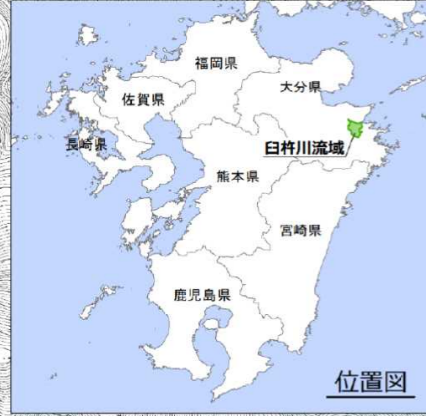 福岡県
大分県
佐賀県
長崎県
臼杵川流域
熊本県
宮崎県
鹿児島県
位置図